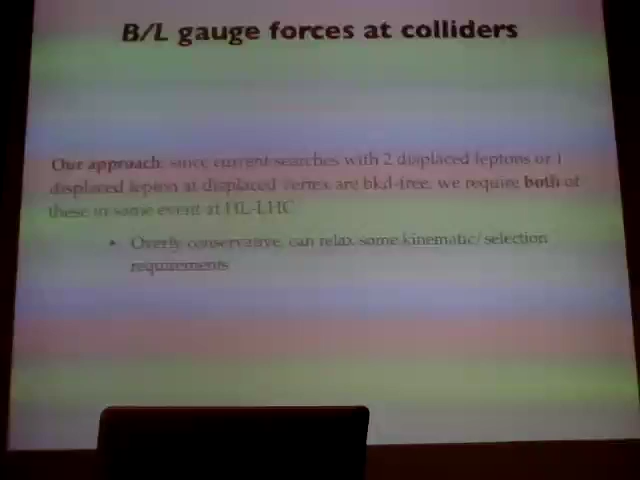 B/L gauge forces at colliders
Our approach: since current searches with 2 displaced leptons or 1
displaced lepton at displaced vertex are bkd-free, we require both of
these in same event at HL-LHC
• Overly conservative, can relax some kinematic/selection
requirements